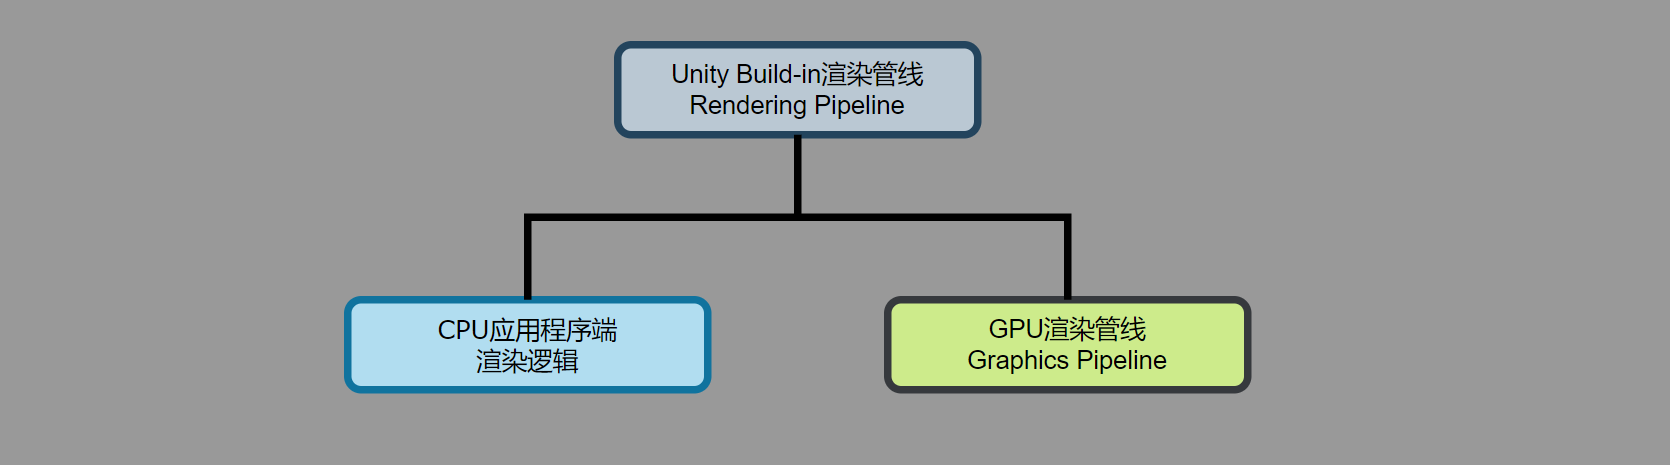 Unity Build-in渲染管线
Rendering Pipeline
CPU应用程序端
渲染逻辑
GPU渲染管线
Graphics Pipeline